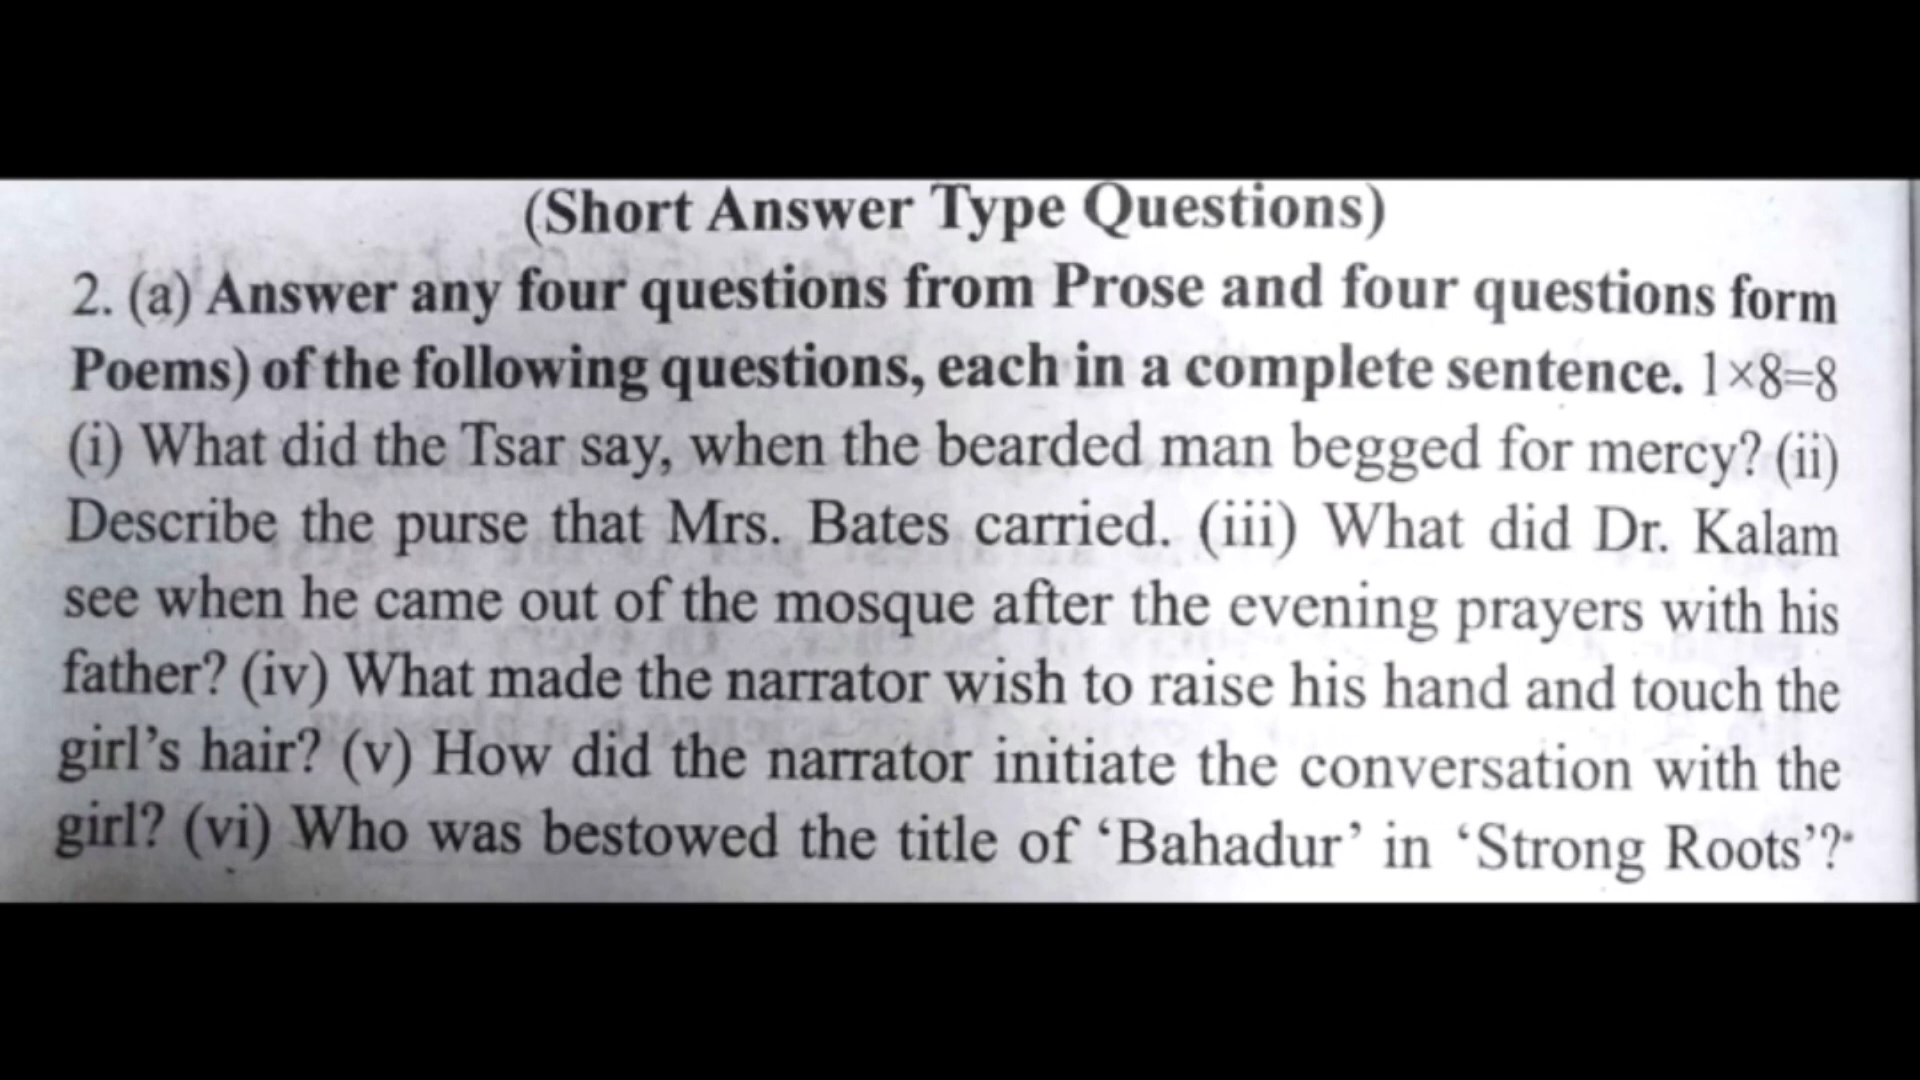 (Short Answer Type Questions)
2. (a) Answer any four questions from Prose and four questions form
Poems) of the following questions, each in a complete sentence. 1×8=8
(i) What did the Tsar say, when the bearded man begged for mercy? (ii)
Describe the purse that Mrs. Bates carried. (iii) What did Dr. Kalam
see when he came out of the mosque after the evening prayers with his
father? (iv) What made the narrator wish to raise his hand and touch the
girl’s hair? (v) How did the narrator initiate the conversation with the
girl? (vi) Who was bestowed the title of ‘Bahadur’ in ‘Strong Roots’?